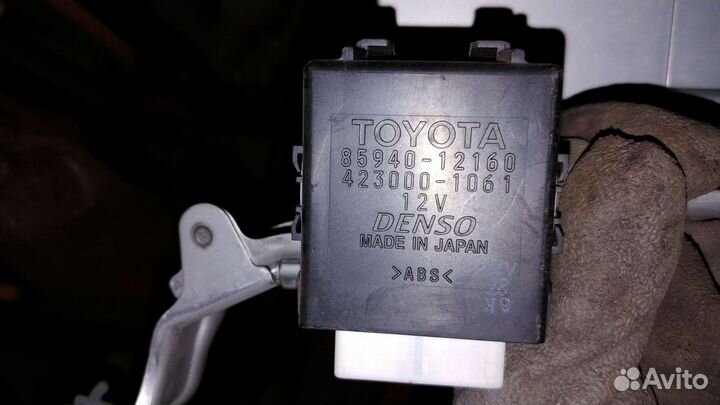 TOYOTA
85940-12160
423000-1061
12V
DENSO
MADE IN JAPAN
>ABS<
Avito